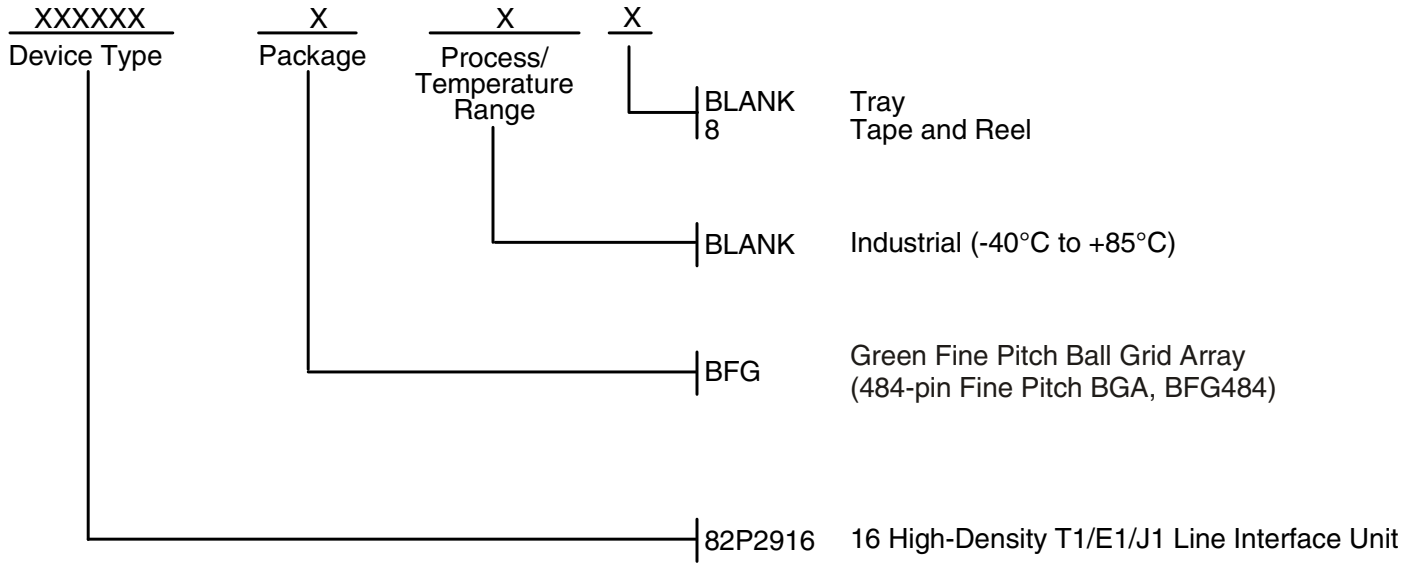 XXXXXX X X X
Device Type Package Process/
Temperature
Range
BLANK Tray
8 Tape and Reel
BLANK Industrial (-40°C to +85°C)
BFG Green Fine Pitch Ball Grid Array
(484-pin Fine Pitch BGA, BFG484)
82P2916 16 High-Density T1/E1/J1 Line Interface Unit